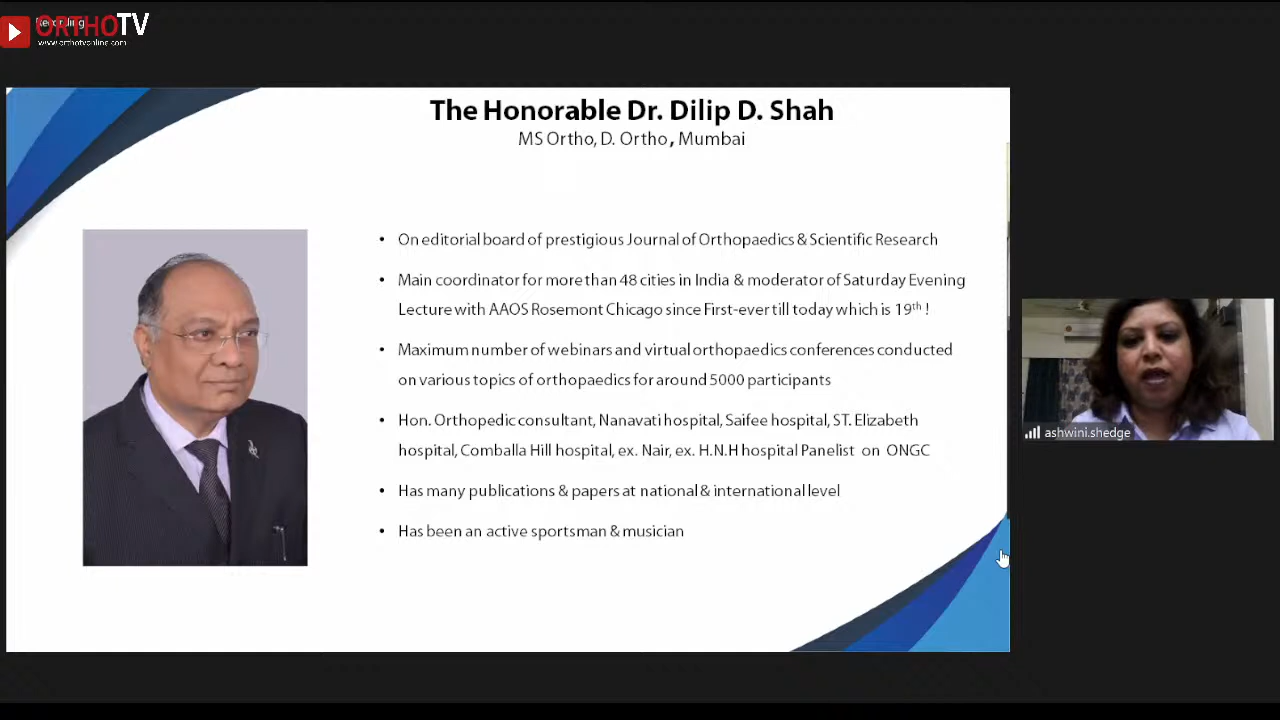 Recording
ORTHOTV
www.orthotvonline.com
The Honorable Dr. Dilip D. Shah
MS Ortho, D. Ortho, Mumbai
• On editorial board of prestigious Journal of Orthopaedics & Scientific Research
• Main coordinator for more than 48 cities in India & moderator of Saturday Evening
Lecture with AAOS Rosemont Chicago since First-ever till today which is 19th !
• Maximum number of webinars and virtual orthopaedics conferences conducted
on various topics of orthopaedics for around 5000 participants
• Hon. Orthopedic consultant, Nanavati hospital, Saifee hospital, ST. Elizabeth
hospital, Comballa Hill hospital, ex. Nair, ex. H.N.H hospital Panelist on ONGC
• Has many publications & papers at national & international level
• Has been an active sportsman & musician
ashwini.shedge